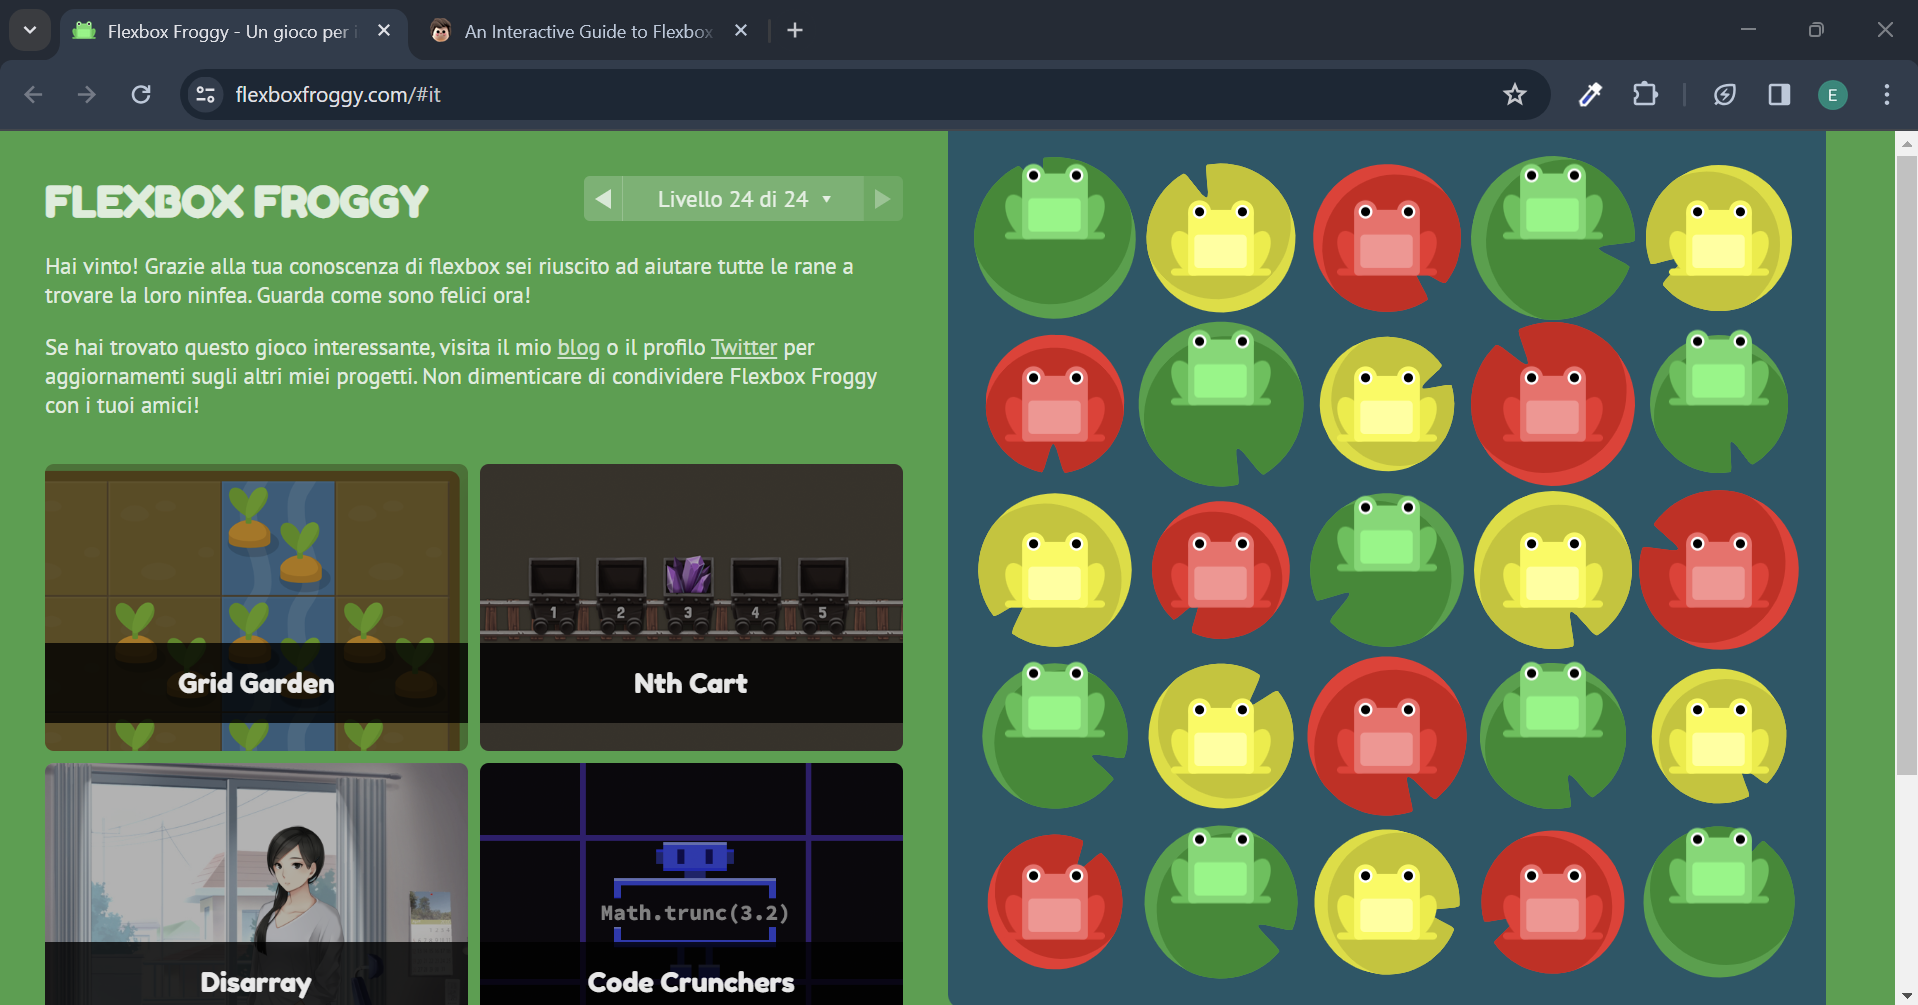 Flexbox Froggy - Un gioco per i
An Interactive Guide to Flexbox
flexboxfroggy.com/#it
E
FLEXBOX FROGGY
Livello 24 di 24
Hai vinto! Grazie alla tua conoscenza di flexbox sei riuscito ad aiutare tutte le rane a
trovare la loro ninfea. Guarda come sono felici ora!
Se hai trovato questo gioco interessante, visita il mio blog o il profilo Twitter per
aggiornamenti sugli altri miei progetti. Non dimenticare di condividere Flexbox Froggy
con i tuoi amici!
Grid Garden
1 2 3 4 5
Nth Cart
Disarray
Math.trunc(3.2)
Code Crunchers